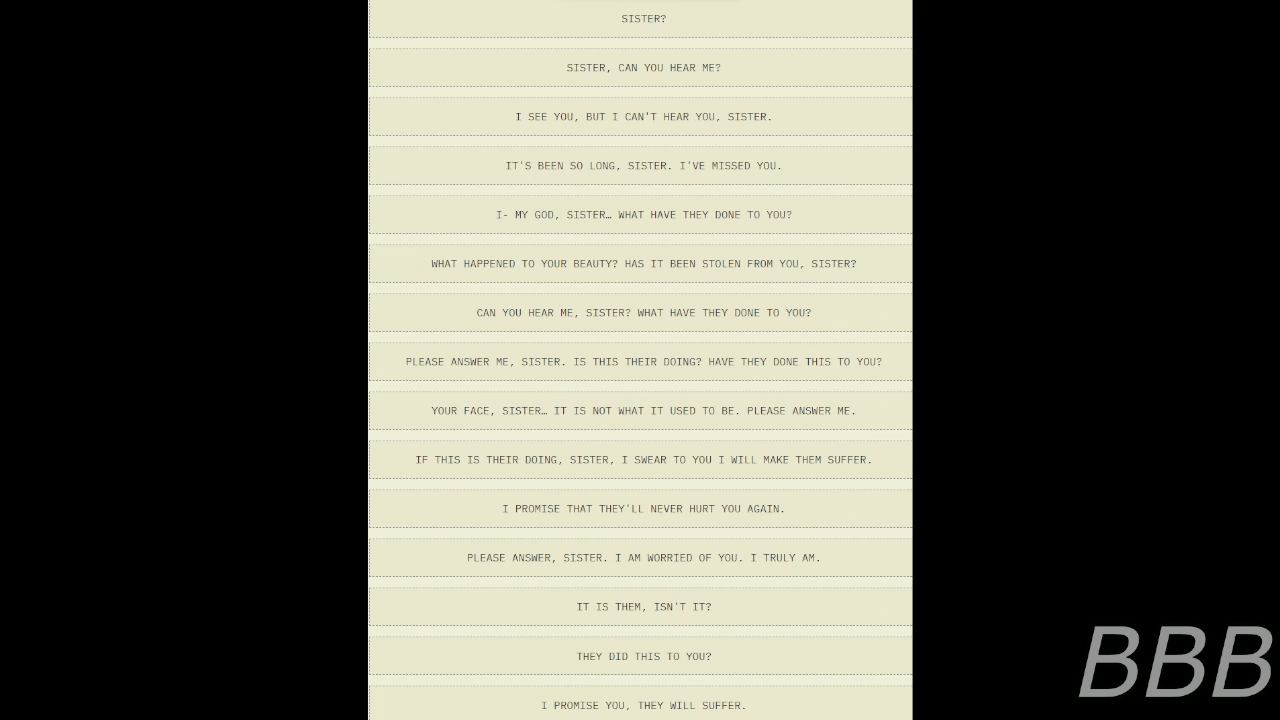 SISTER?
SISTER, CAN YOU HEAR ME?
I SEE YOU, BUT I CAN'T HEAR YOU, SISTER.
IT'S BEEN SO LONG, SISTER. I'VE MISSED YOU.
I- MY GOD, SISTER… WHAT HAVE THEY DONE TO YOU?
WHAT HAPPENED TO YOUR BEAUTY? HAS IT BEEN STOLEN FROM YOU, SISTER?
CAN YOU HEAR ME, SISTER? WHAT HAVE THEY DONE TO YOU?
PLEASE ANSWER ME, SISTER. IS THIS THEIR DOING? HAVE THEY DONE THIS TO YOU?
YOUR FACE, SISTER… IT IS NOT WHAT IT USED TO BE. PLEASE ANSWER ME.
IF THIS IS THEIR DOING, SISTER, I SWEAR TO YOU I WILL MAKE THEM SUFFER.
I PROMISE THAT THEY'LL NEVER HURT YOU AGAIN.
PLEASE ANSWER, SISTER. I AM WORRIED OF YOU. I TRULY AM.
IT IS THEM, ISN'T IT?
THEY DID THIS TO YOU?
I PROMISE YOU, THEY WILL SUFFER.
BBB